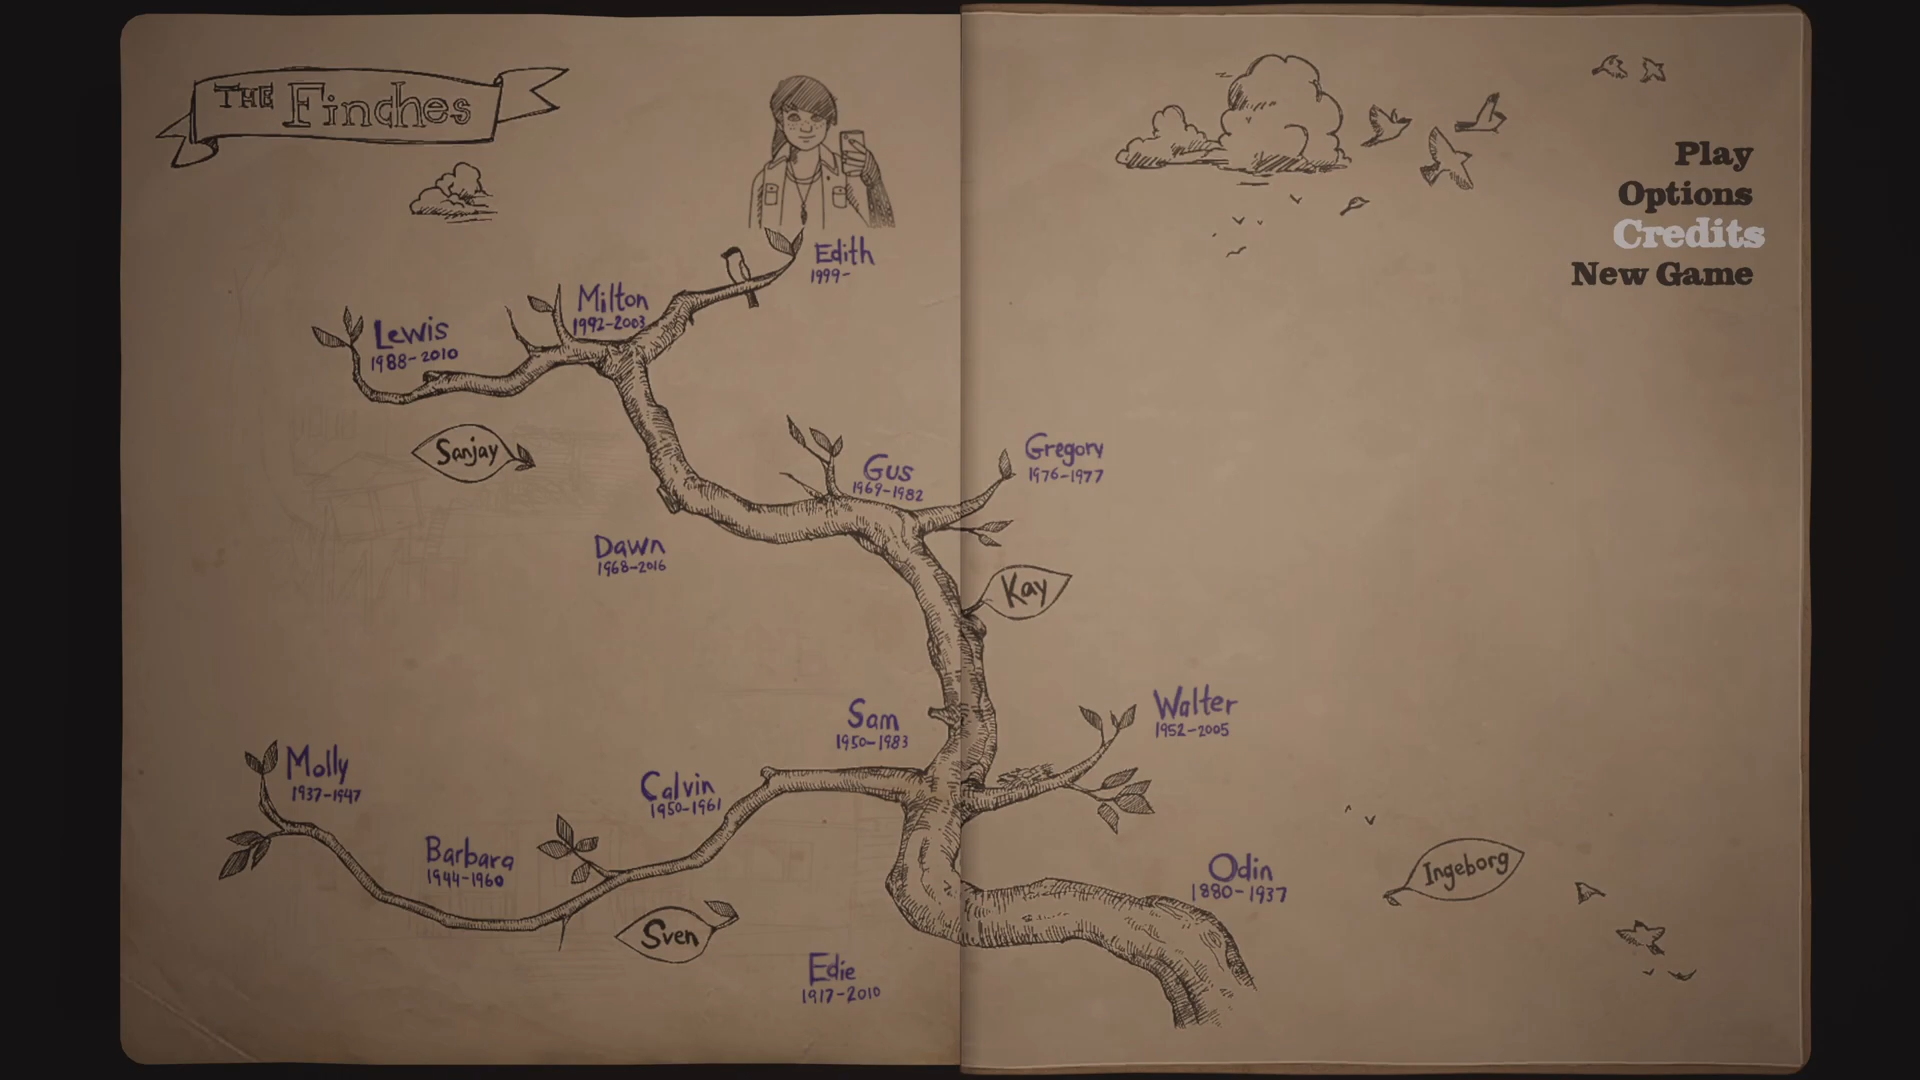 THE Finches
Play
Options
Credits
New Game
Edith
1999-
Milton
1992-2003
Lewis
1988-2010
Sanjay
Gregory
1976-1977
Gus
1969-1982
Dawn
1968-2016
Kay
Walter
1952-2005
Sam
1950-1983
Molly
1937-1947
Calvin
1950-1961
Barbara
1944-1960
Odin
1880-1937
Ingeborg
Sven
Edie
1917-2010